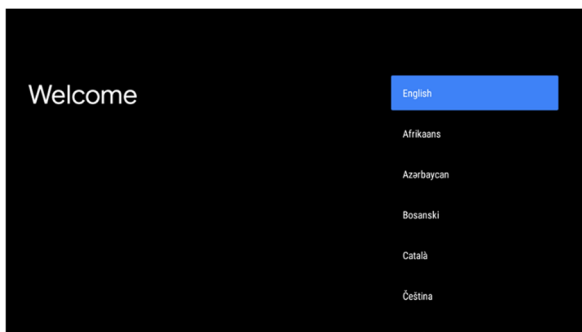 Welcome
English
Afrikaans
Azərbaycan
Bosanski
Català
Čeština